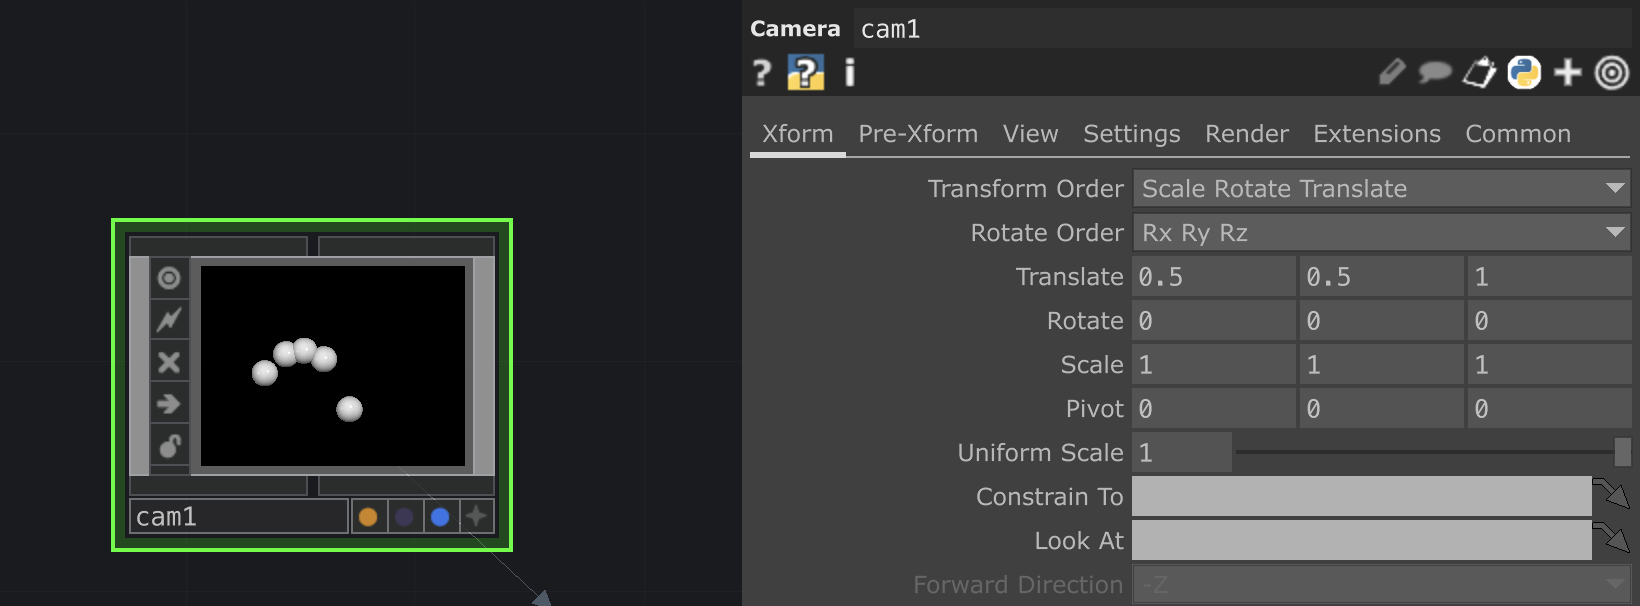 Camera cam1
? ? i
Xform Pre-Xform View Settings Render Extensions Common
Transform Order Scale Rotate Translate
Rotate Order Rx Ry Rz
Translate 0.5 0.5 1
Rotate 0 0 0
Scale 1 1 1
Pivot 0 0 0
Uniform Scale 1
Constrain To
Look At
Forward Direction -Z
cam1